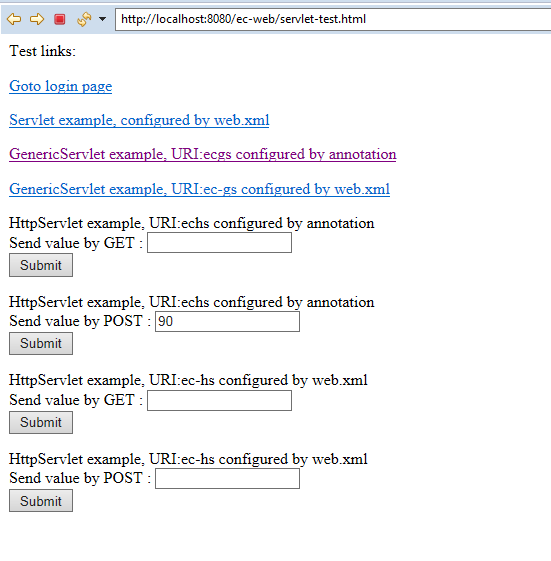 http://localhost:8080/ec-web/servlet-test.html
Test links:
Goto login page
Servlet example, configured by web.xml
GenericServlet example, URI:ecgs configured by annotation
GenericServlet example, URI:ec-gs configured by web.xml
HttpServlet example, URI:echs configured by annotation
Send value by GET :
Submit
HttpServlet example, URI:echs configured by annotation
Send value by POST : 90
Submit
HttpServlet example, URI:ec-hs configured by web.xml
Send value by GET :
Submit
HttpServlet example, URI:ec-hs configured by web.xml
Send value by POST :
Submit